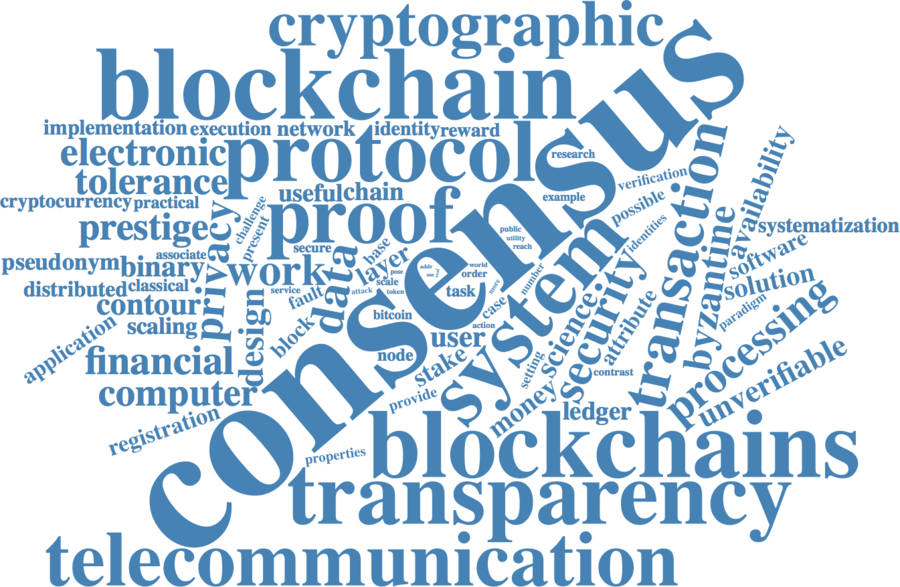 cryptographic
blockchain
consensus
implementation execution network identity reward
electronic protocol research
tolerance useful chain example verification
cryptocurrency practical challenge present proof possible
prestige privacy secure public utility reach identities
transaction byzantine availability systematization
pseudonym binary associate work data base layer system software
distributed classical service fault attack pose scale token world order task more number solution
contour design bitcoin case science security attribute paradigm
scaling block action user processing
application financial node stake setting contrast unverifiable
computer provide money ledger
registration properties blockchains
transparency
telecommunication